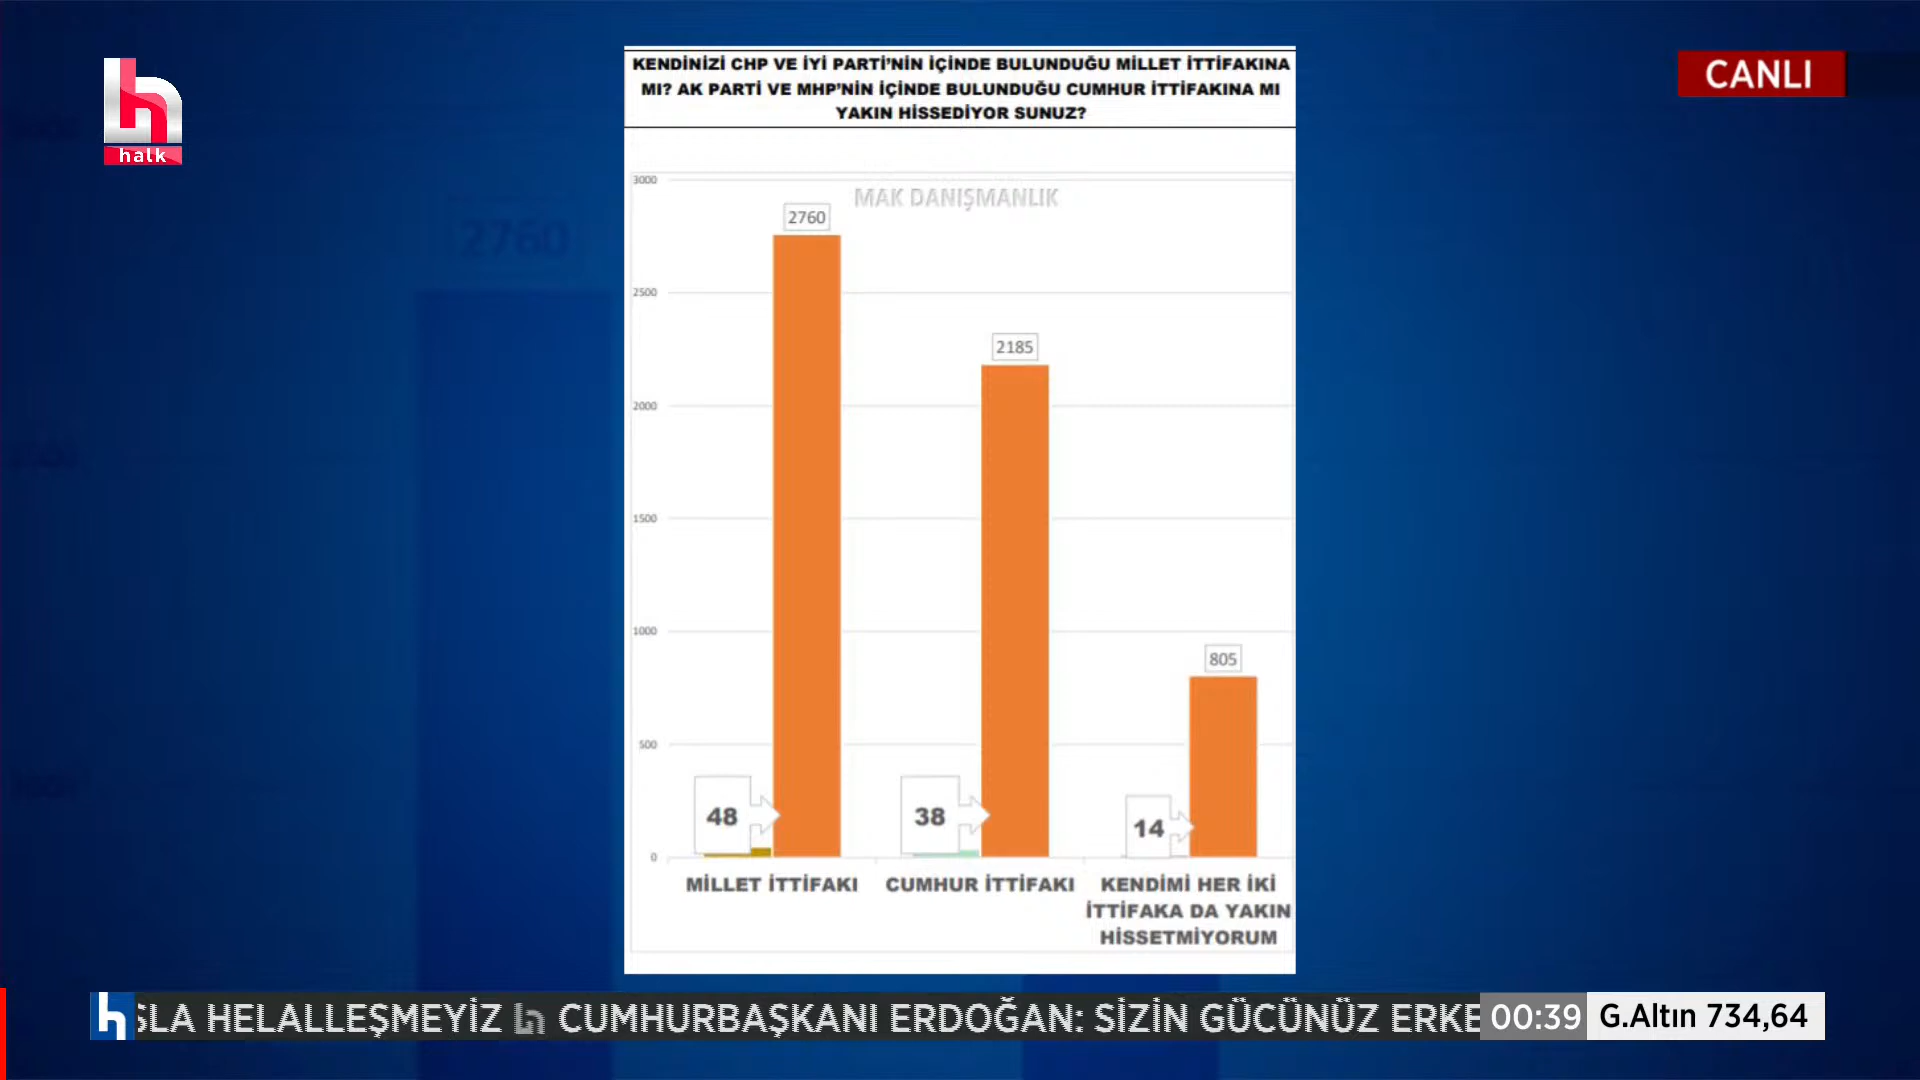 KENDİNİZİ CHP VE İYİ PARTİ'NİN İÇİNDE BULUNDUĞU MİLLET İTTİFAKINA
MI? AK PARTİ VE MHP'NİN İÇİNDE BULUNDUĞU CUMHUR İTTİFAKINA MI
YAKIN HİSSEDİYOR SUNUZ?
halk
CANLI
MAK DANIŞMANLIK
3000
2500
2000
1500
1000
500
0
2760
2185
805
2760
48
38
14
MİLLET İTTİFAKI
CUMHUR İTTİFAKI
KENDİMİ HER İKİ
İTTİFAKA DA YAKIN
HİSSETMİYORUM
SLA HELALLEŞMEYİZ CUMHURBAŞKANI ERDOĞAN: SİZİN GÜCÜNÜZ ERKE
00:39
G.Altın 734,64